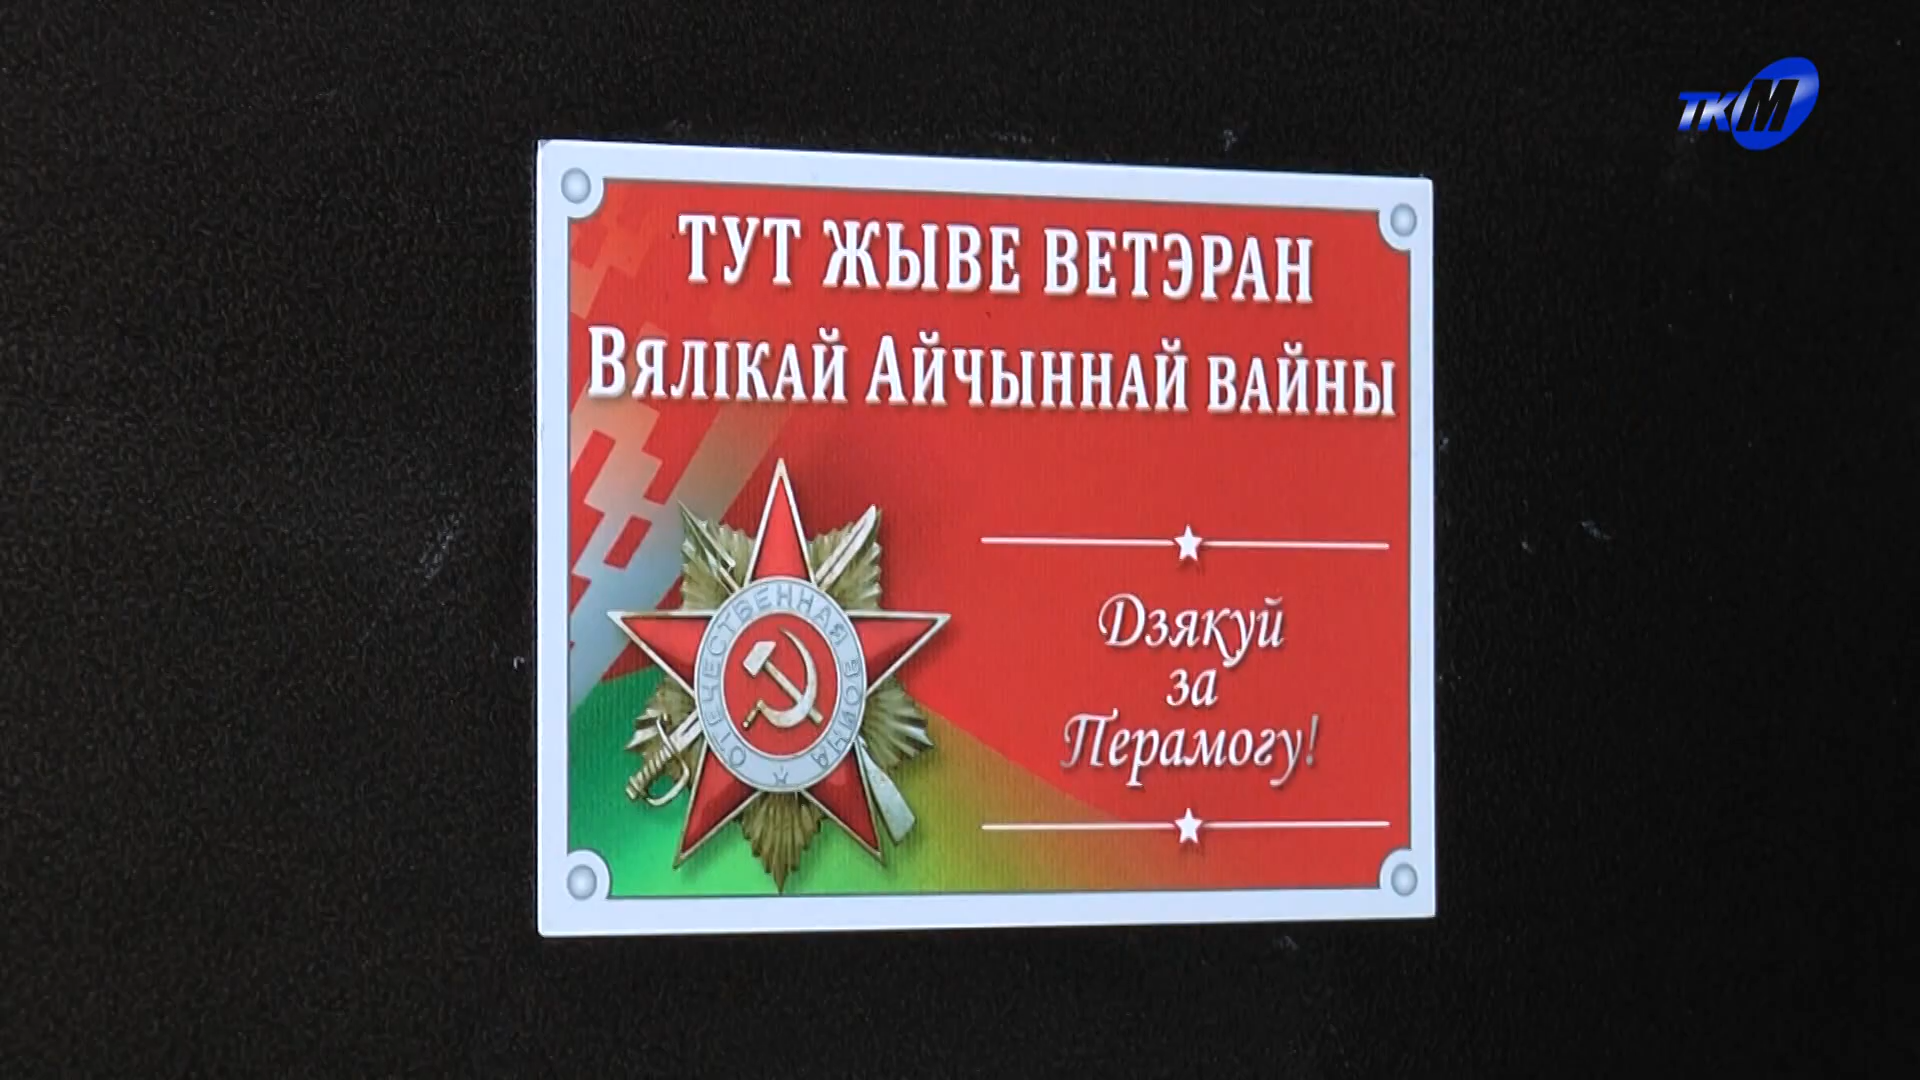 ТКМ
ТУТ ЖЫВЕ ВЕТЭРАН
ВЯЛІКАЙ АЙЧЫННАЙ ВАЙНЫ
ОТЕЧЕСТВЕННАЯ ВОЙНА
Дзякуй
за
Перамогу!